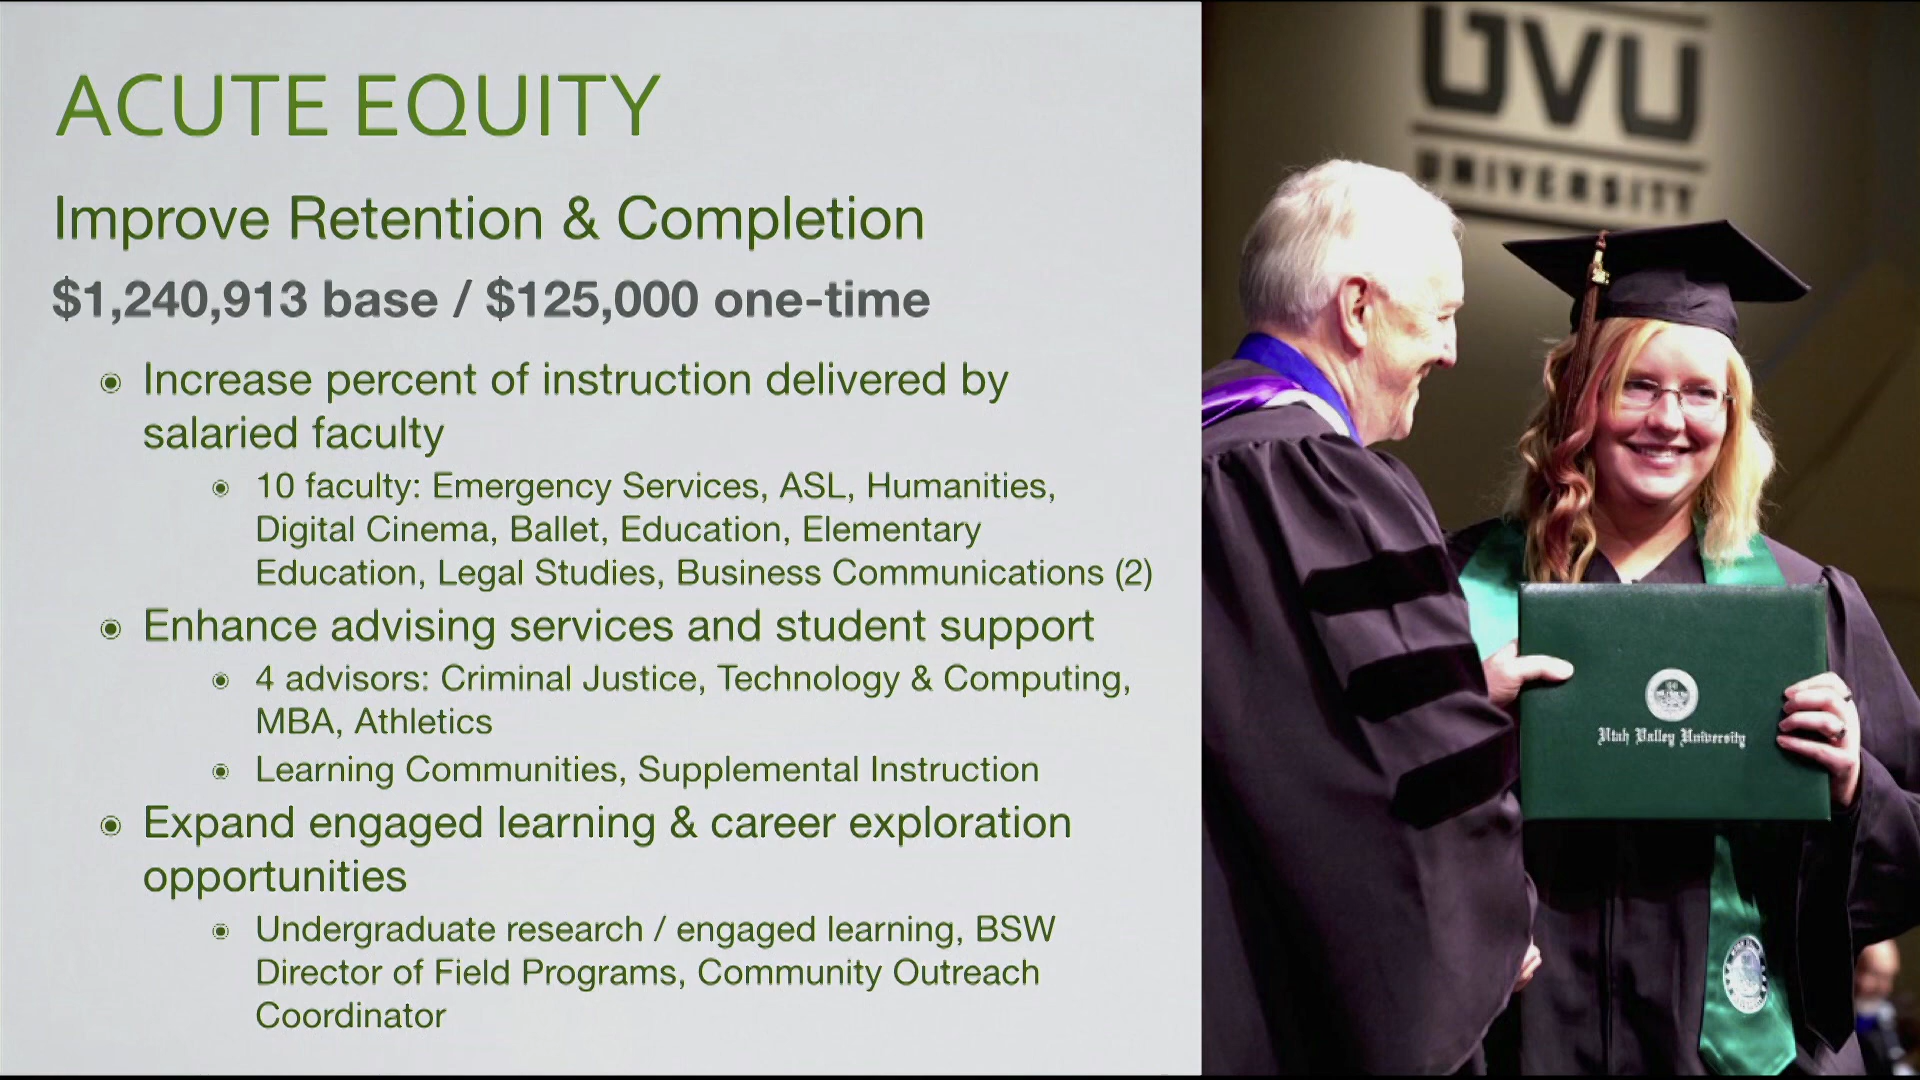 ACUTE EQUITY
Improve Retention & Completion
$1,240,913 base / $125,000 one-time
Increase percent of instruction delivered by
salaried faculty
10 faculty: Emergency Services, ASL, Humanities,
Digital Cinema, Ballet, Education, Elementary
Education, Legal Studies, Business Communications (2)
Enhance advising services and student support
4 advisors: Criminal Justice, Technology & Computing,
MBA, Athletics
Learning Communities, Supplemental Instruction
Expand engaged learning & career exploration
opportunities
Undergraduate research / engaged learning, BSW
Director of Field Programs, Community Outreach
Coordinator
UVU
UNIVERSITY
Utah Valley University